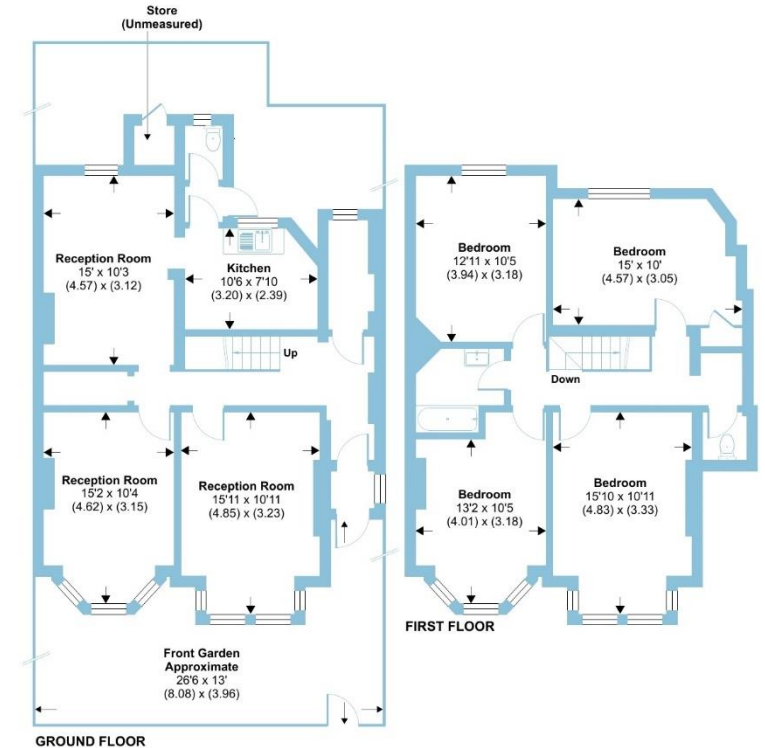 Store
(Unmeasured)
Reception Room
15' x 10'3
(4.57) x (3.12)
Kitchen
10'6 x 7'10
(3.20) x (2.39)
Up
Reception Room
15'2 x 10'4
(4.62) x (3.15)
Reception Room
15'11 x 10'11
(4.85) x (3.23)
Front Garden
Approximate
26'6 x 13'
(8.08) x (3.96)
GROUND FLOOR
Bedroom
12'11 x 10'5
(3.94) x (3.18)
Bedroom
15' x 10'
(4.57) x (3.05)
Down
Bedroom
13'2 x 10'5
(4.01) x (3.18)
Bedroom
15'10 x 10'11
(4.83) x (3.33)
FIRST FLOOR